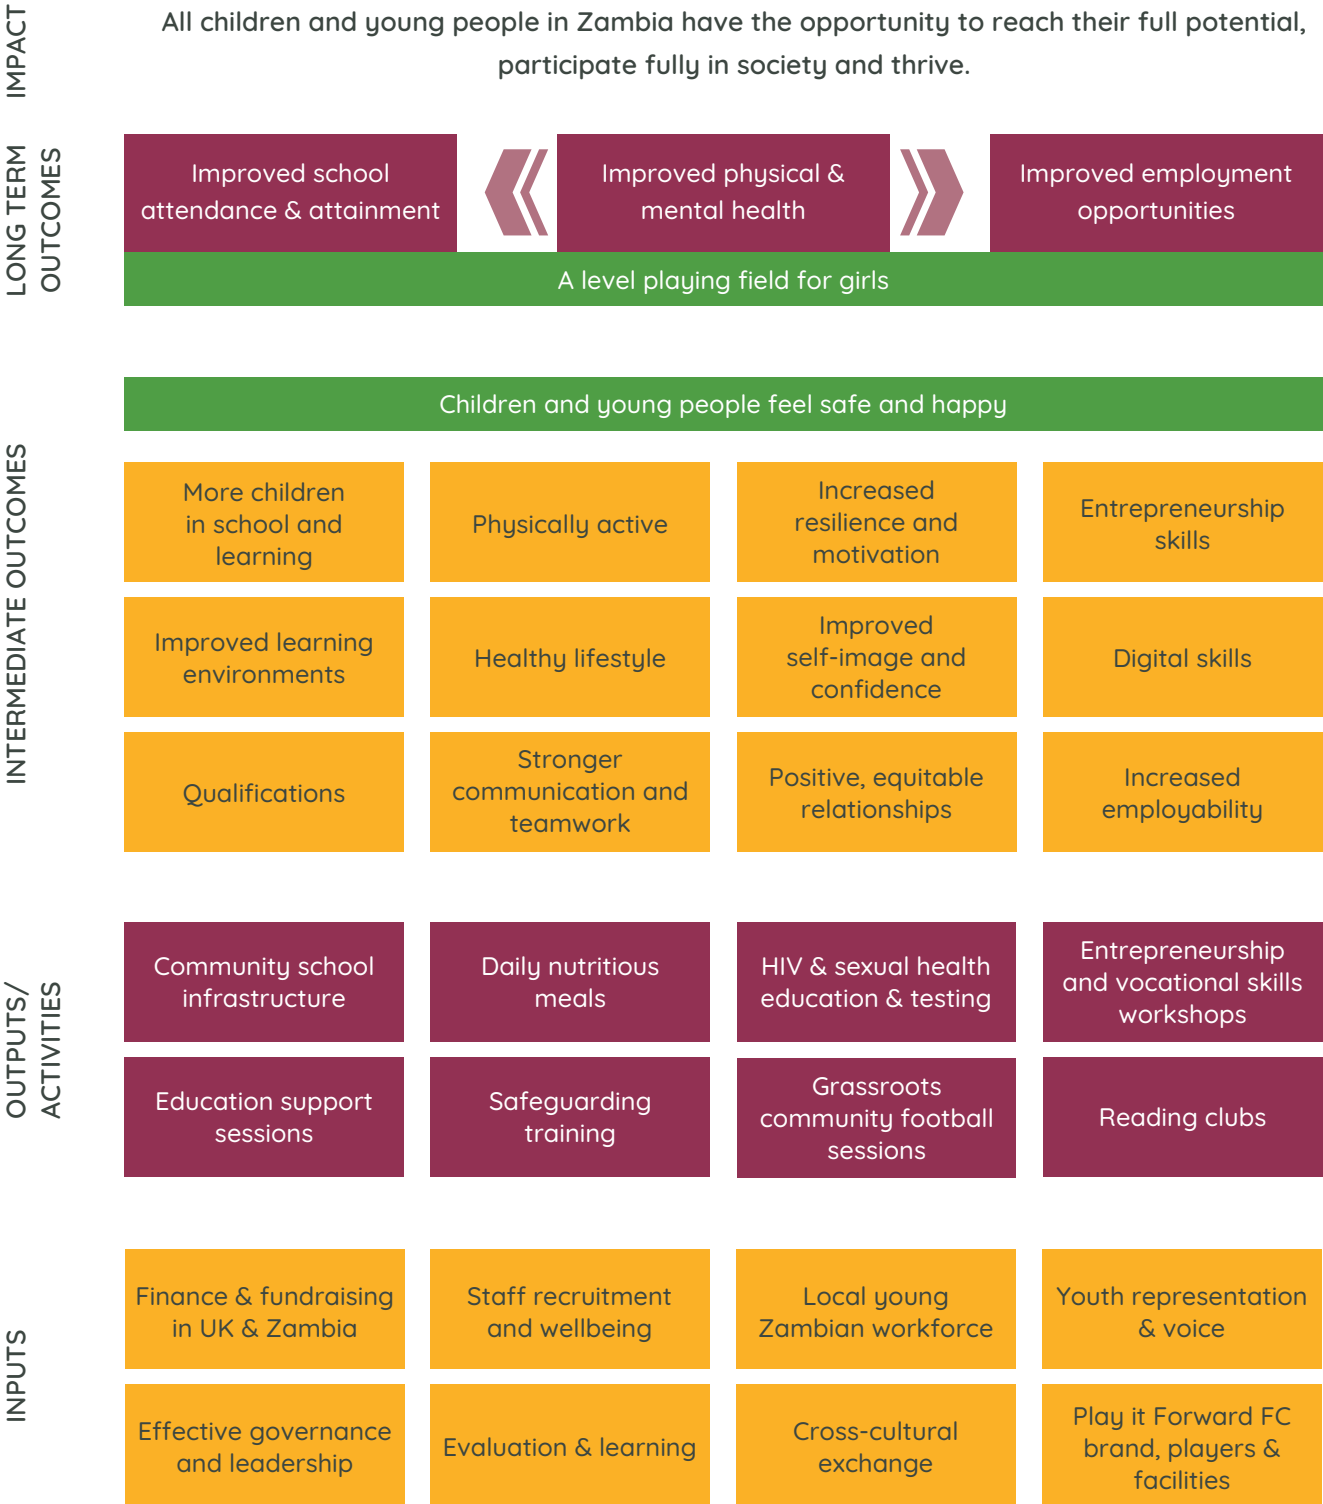 IMPACT
All children and young people in Zambia have the opportunity to reach their full potential,
participate fully in society and thrive.
LONG TERM
OUTCOMES
Improved school
attendance & attainment
Improved physical &
mental health
Improved employment
opportunities
A level playing field for girls
INTERMEDIATE OUTCOMES
Children and young people feel safe and happy
More children
in school and
learning
Physically active
Increased
resilience and
motivation
Entrepreneurship
skills
Improved learning
environments
Healthy lifestyle
Improved
self-image and
confidence
Digital skills
Qualifications
Stronger
communication and
teamwork
Positive, equitable
relationships
Increased
employability
OUTPUTS/
ACTIVITIES
Community school
infrastructure
Daily nutritious
meals
HIV & sexual health
education & testing
Entrepreneurship
and vocational skills
workshops
Education support
sessions
Safeguarding
training
Grassroots
community football
sessions
Reading clubs
INPUTS
Finance & fundraising
in UK & Zambia
Staff recruitment
and wellbeing
Local young
Zambian workforce
Youth representation
& voice
Effective governance
and leadership
Evaluation & learning
Cross-cultural
exchange
Play it Forward FC
brand, players &
facilities